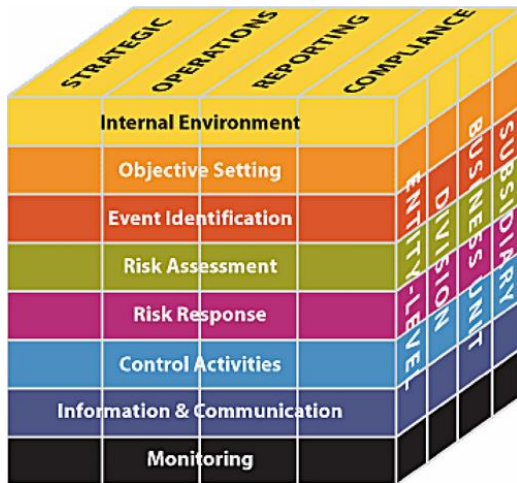 STRATEGIC
OPERATIONS
REPORTING
COMPLIANCE
Internal Environment
Objective Setting
Event Identification
Risk Assessment
Risk Response
Control Activities
Information & Communication
Monitoring
ENTITY-LEVEL
DIVISION
BUSINESS UNIT
SUBSIDIARY